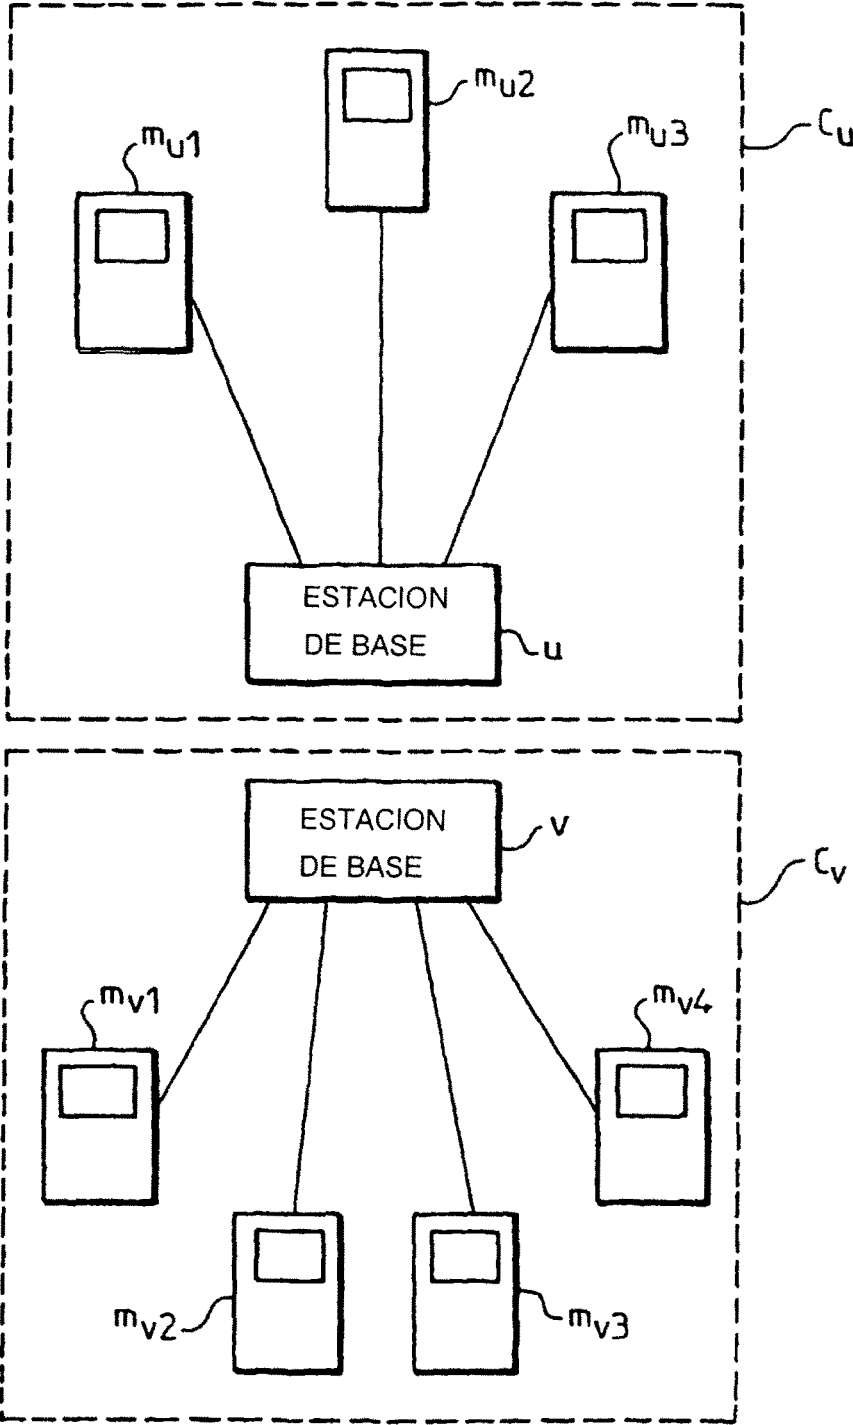 mu2
mu1
mu3
Cu
ESTACION
DE BASE
u
ESTACION
DE BASE
v
Cv
mv1
mv4
mv2
mv3